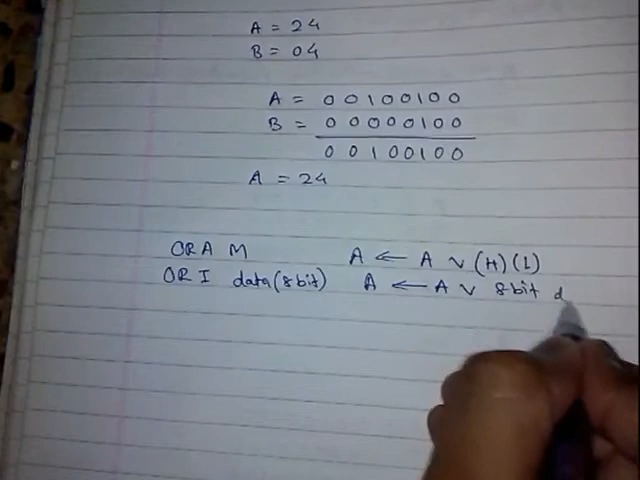 A = 24
B = 04
A = 00100100
B = 00000100
00100100
A = 24
ORA M A ← A ∨ (H)(L)
ORI data(8bit) A ← A ∨ 8bit d